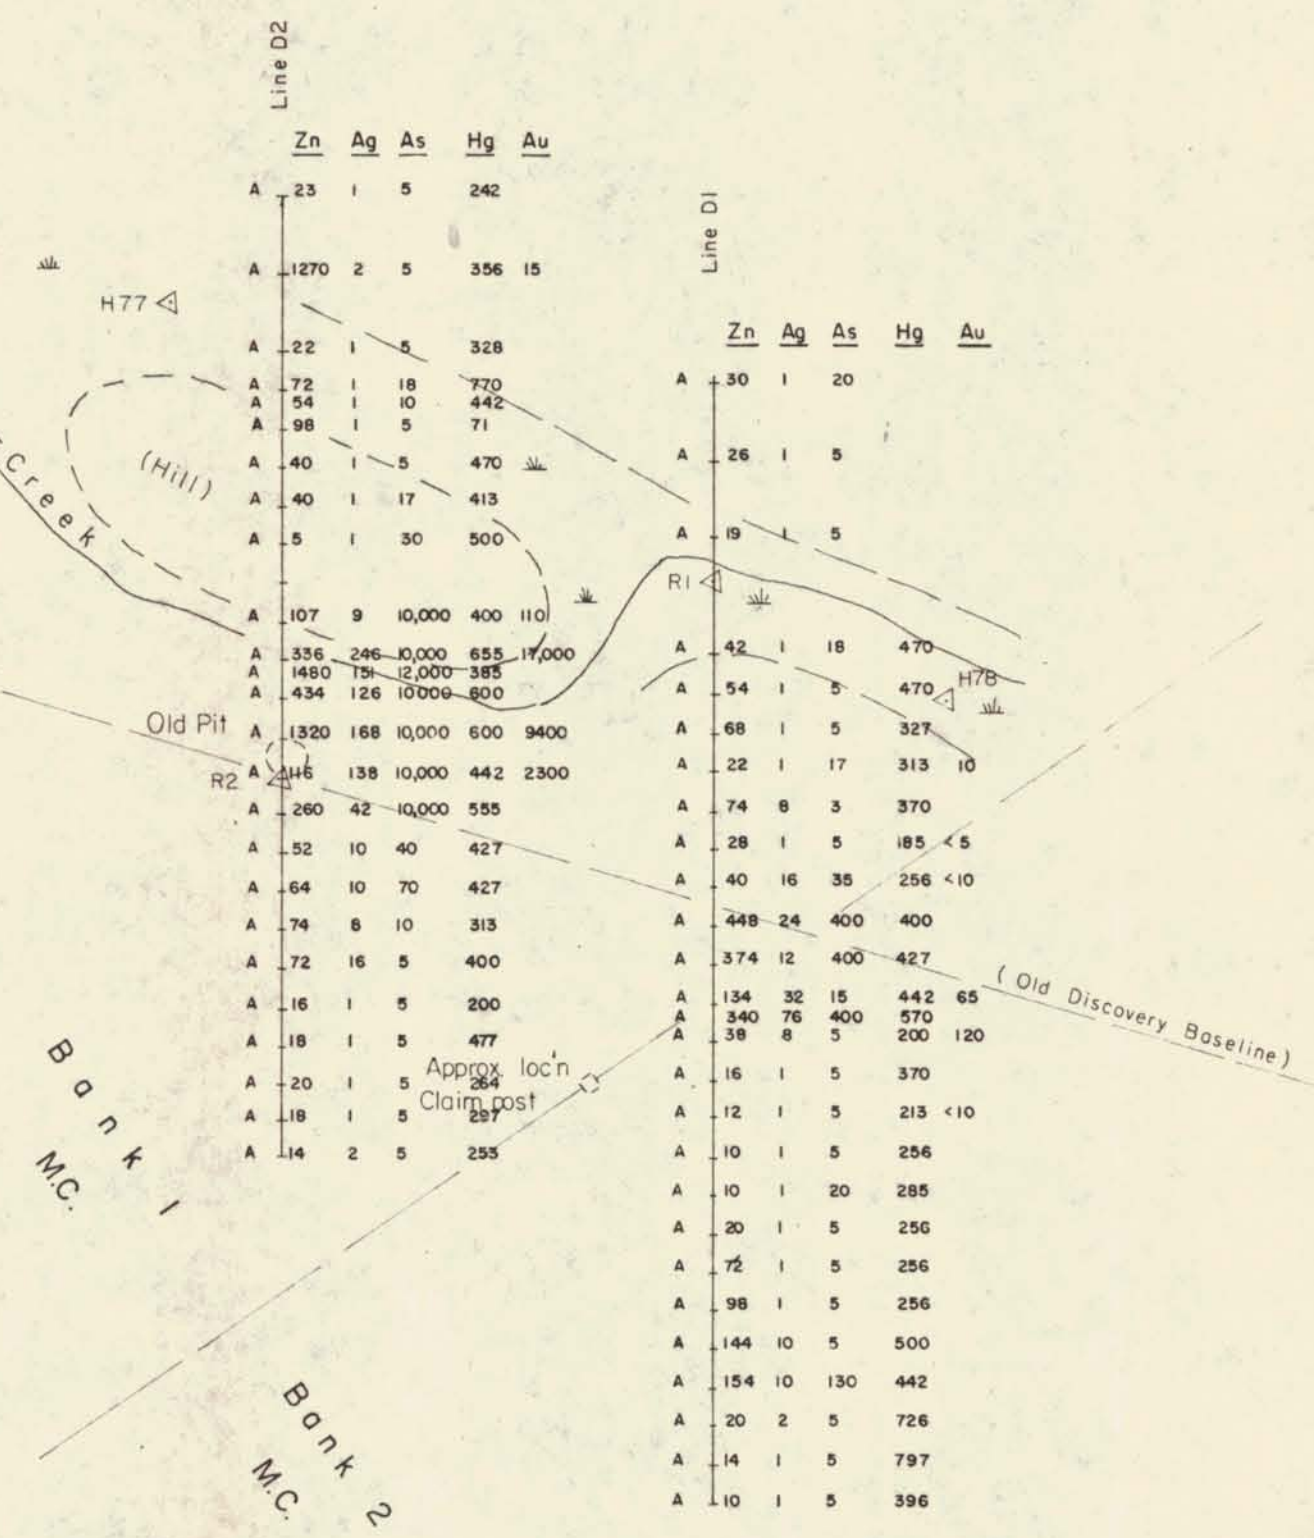 Line D2
Zn Ag As Hg Au
A 23 1 5 242
A 1270 2 5 356 15
H77
A 22 1 5 328
A 72 1 18 770
A 54 1 10 442
A 98 1 5 71
A 40 1 5 470
A 40 1 17 413
A 5 1 30 500
A 107 9 10,000 400 110
A 336 246 10,000 655 17,000
A 1480 151 12,000 385
A 434 126 10000 600
A 1320 168 10,000 600 9400
A 116 138 10,000 442 2300
A 260 42 10,000 555
A 52 10 40 427
A 64 10 70 427
A 74 8 10 313
A 72 16 5 400
A 16 1 5 200
A 18 1 5 477
A 20 1 5 264
A 18 1 5 297
A 14 2 5 253
Creek
(Hill)
Old Pit
R2
Approx. loc'n
Claim post
Bank 1
M.C.
Bank 2
M.C.
Line D1
Zn Ag As Hg Au
A 30 1 20
A 26 1 5
A 19 1 5
R1
A 42 1 18 470
H78
A 54 1 5 470
A 68 1 5 327
A 22 1 17 313 10
A 74 8 3 370
A 28 1 5 185 <5
A 40 16 35 256 <10
A 448 24 400 400
A 374 12 400 427
A 134 32 15 442 65
A 340 76 400 570
A 38 8 5 200 120
A 16 1 5 370
A 12 1 5 213 <10
A 10 1 5 256
A 10 1 20 285
A 20 1 5 256
A 72 1 5 256
A 98 1 5 256
A 144 10 5 500
A 154 10 130 442
A 20 2 5 726
A 14 1 5 797
A 10 1 5 396
(Old Discovery Baseline)